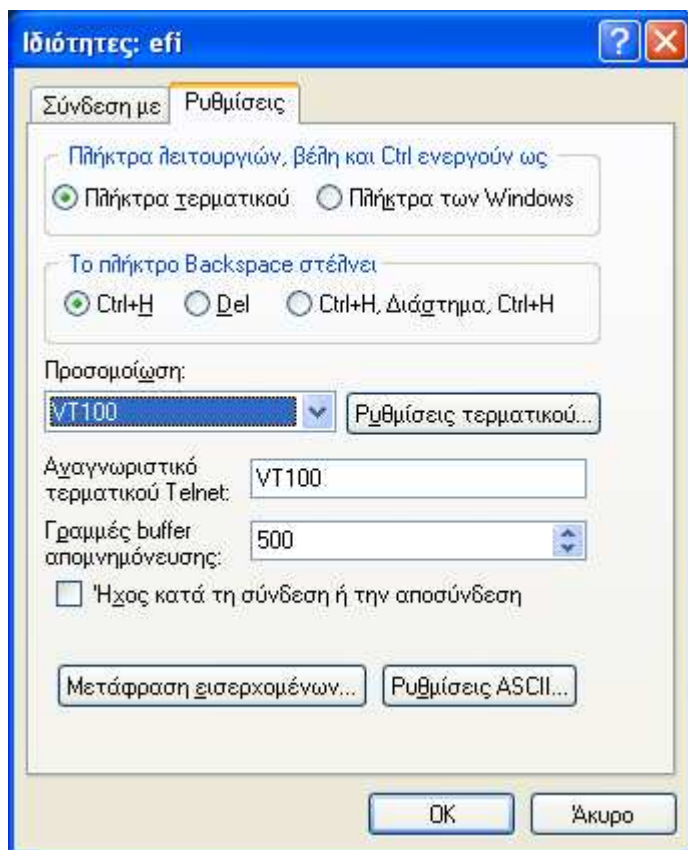 Ιδιότητες: efi
Σύνδεση με Ρυθμίσεις
Πλήκτρα λειτουργιών, βέλη και Ctrl ενεργούν ως
Πλήκτρα τερματικού Πλήκτρα των Windows
Το πλήκτρο Backspace στέλνει
Ctrl+H Del Ctrl+H, Διάστημα, Ctrl+H
Προσομοίωση:
VT100 Ρυθμίσεις τερματικού...
Αναγνωριστικό
τερματικού Telnet: VT100
Γραμμές buffer
απομνημόνευσης: 500
Ήχος κατά τη σύνδεση ή την αποσύνδεση
Μετάφραση εισερχομένων... Ρυθμίσεις ASCII...
OK Άκυρο